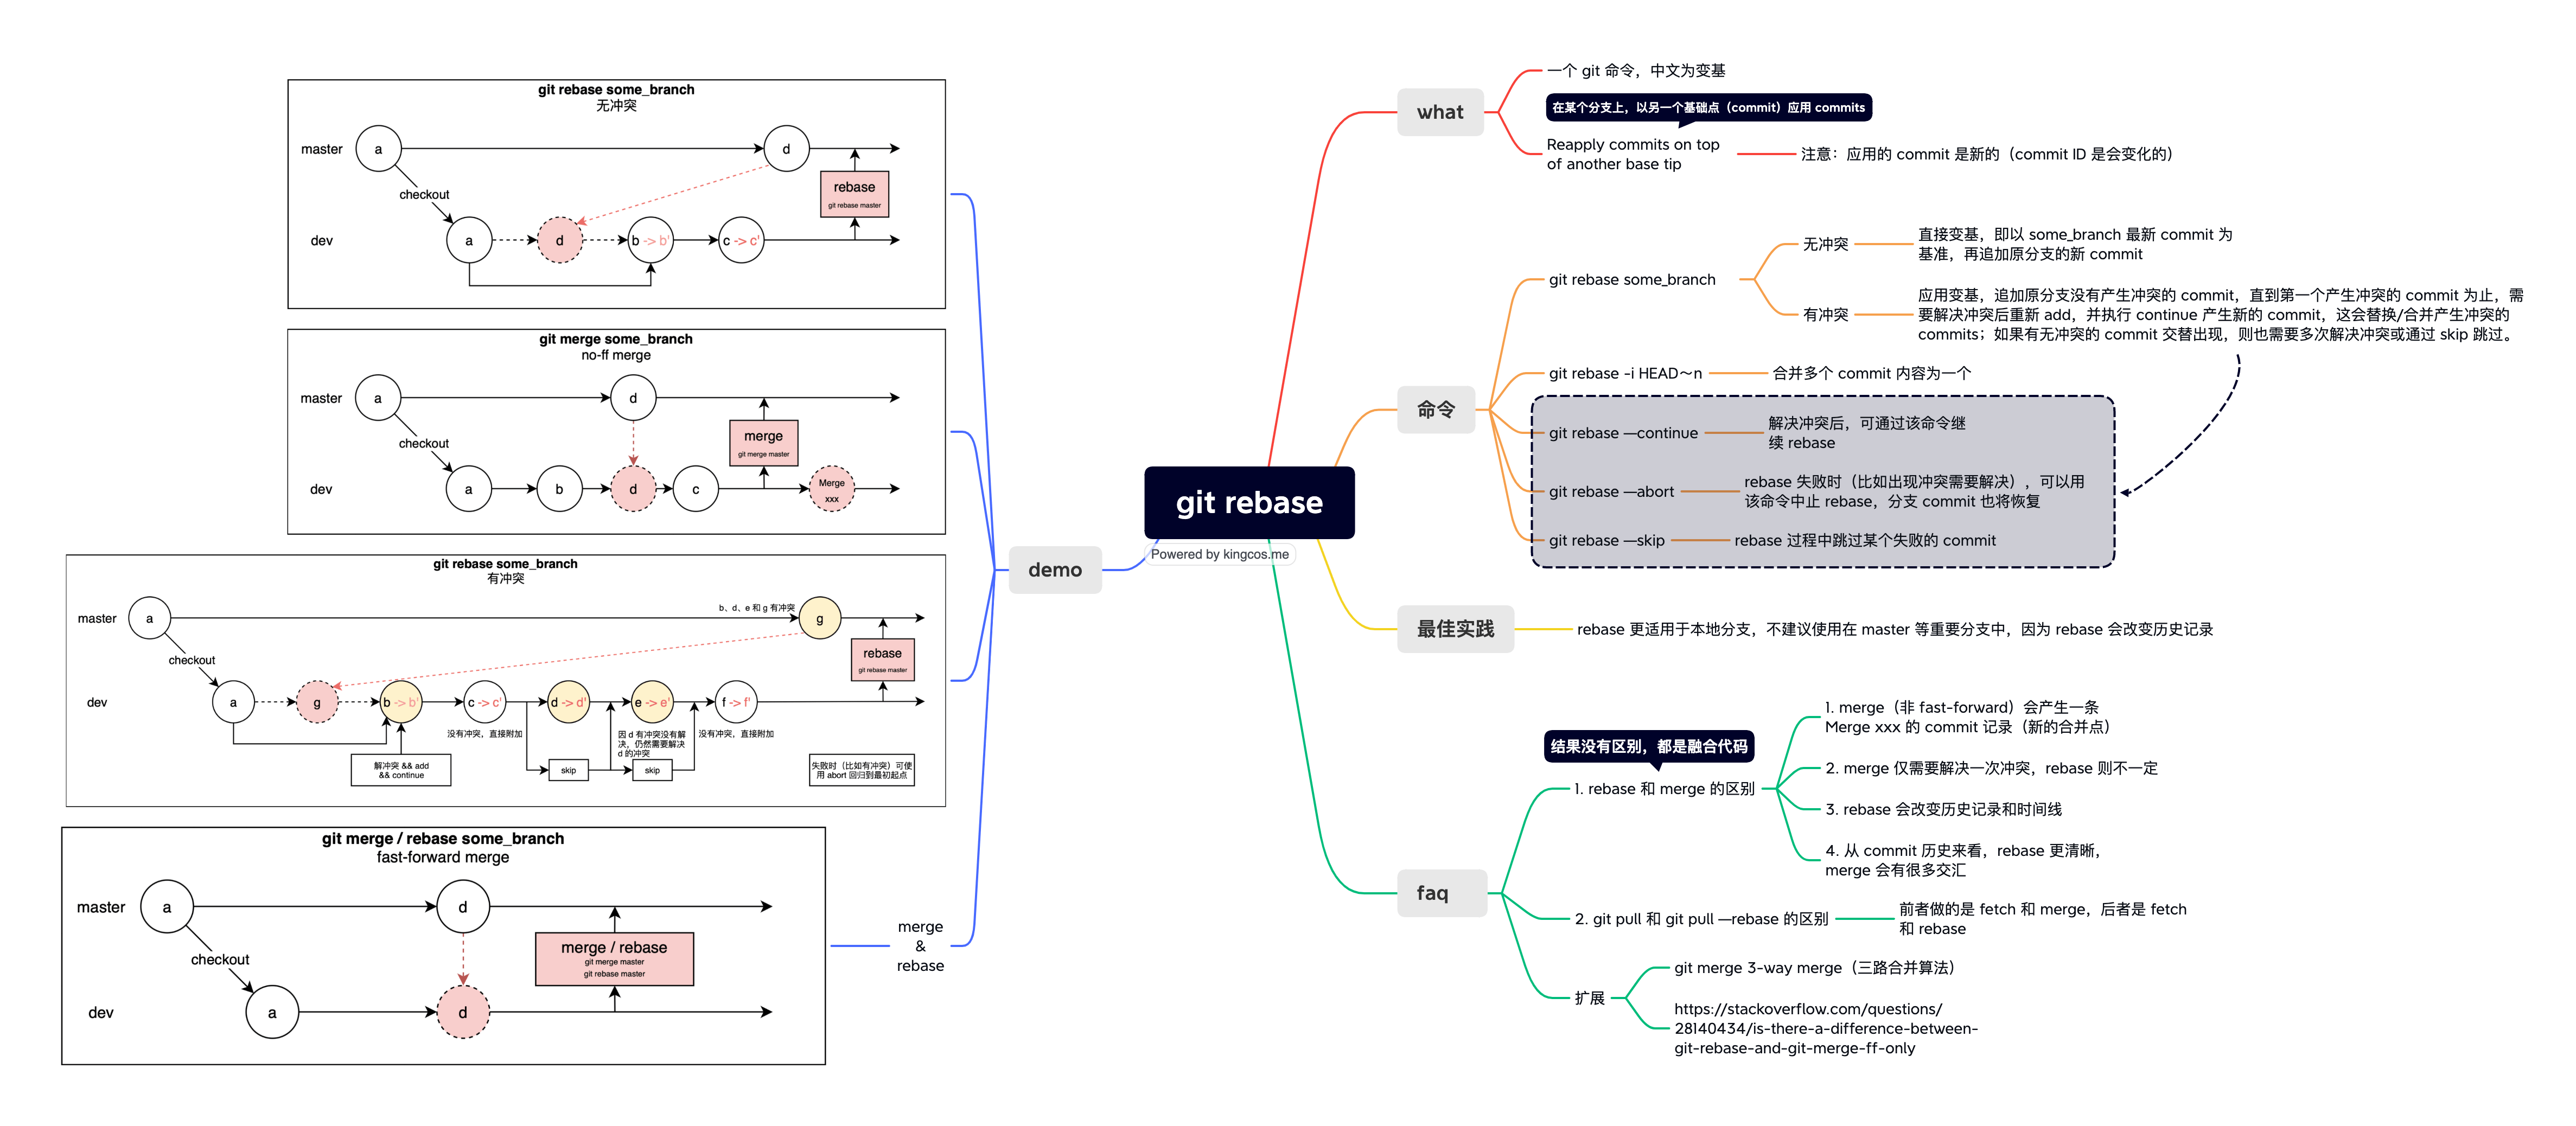 git rebase some_branch
无冲突
master
a
d
checkout
rebase
git rebase master
dev
a
d
b -> b'
c -> c'
git merge some_branch
no-ff merge
master
a
d
checkout
merge
git merge master
dev
a
b
d
c
Merge
xxx
git rebase some_branch
有冲突
b、d、e 和 g 有冲突
master
a
g
checkout
rebase
git rebase master
dev
a
g
b -> b'
c -> c'
d -> d'
e -> e'
f -> f'
没有冲突，直接附加
因 d 有冲突没有解
决，仍然需要解决
d 的冲突
没有冲突，直接附加
解冲突 && add
&& continue
skip
skip
失败时（比如有冲突）可使
用 abort 回归到最初起点
git merge / rebase some_branch
fast-forward merge
master
a
d
checkout
merge / rebase
git merge master
git rebase master
dev
a
d
merge
&
rebase
demo
git rebase
Powered by kingcos.me
what
一个 git 命令，中文为变基
在某个分支上，以另一个基础点（commit）应用 commits
Reapply commits on top
of another base tip
注意：应用的 commit 是新的（commit ID 是会变化的）
命令
git rebase some_branch
无冲突
直接变基，即以 some_branch 最新 commit 为
基准，再追加原分支的新 commit
有冲突
应用变基，追加原分支没有产生冲突的 commit，直到第一个产生冲突的 commit 为止，需
要解决冲突后重新 add，并执行 continue 产生新的 commit，这会替换/合并产生冲突的
commits；如果有无冲突的 commit 交替出现，则也需要多次解决冲突或通过 skip 跳过。
git rebase -i HEAD～n
合并多个 commit 内容为一个
git rebase —continue
解决冲突后，可通过该命令继
续 rebase
git rebase —abort
rebase 失败时（比如出现冲突需要解决），可以用
该命令中止 rebase，分支 commit 也将恢复
git rebase —skip
rebase 过程中跳过某个失败的 commit
最佳实践
rebase 更适用于本地分支，不建议使用在 master 等重要分支中，因为 rebase 会改变历史记录
faq
结果没有区别，都是融合代码
1. rebase 和 merge 的区别
1. merge（非 fast-forward）会产生一条
Merge xxx 的 commit 记录（新的合并点）
2. merge 仅需要解决一次冲突，rebase 则不一定
3. rebase 会改变历史记录和时间线
4. 从 commit 历史来看，rebase 更清晰，
merge 会有很多交汇
2. git pull 和 git pull —rebase 的区别
前者做的是 fetch 和 merge，后者是 fetch
和 rebase
扩展
git merge 3-way merge（三路合并算法）
https://stackoverflow.com/questions/
28140434/is-there-a-difference-between-
git-rebase-and-git-merge-ff-only